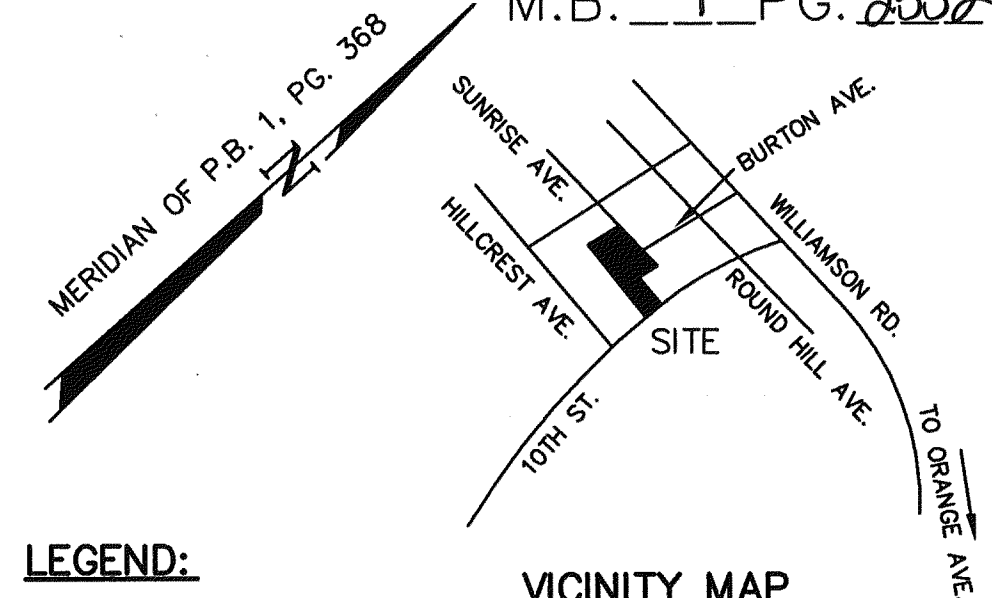 M.B. 1 PG. 2552
MERIDIAN OF P.B. 1, PG. 368
SUNRISE AVE.
BURTON AVE.
HILLCREST AVE.
WILLIAMSON RD.
ROUND HILL AVE.
SITE
10TH ST.
TO ORANGE AVE.
LEGEND:
VICINITY MAP